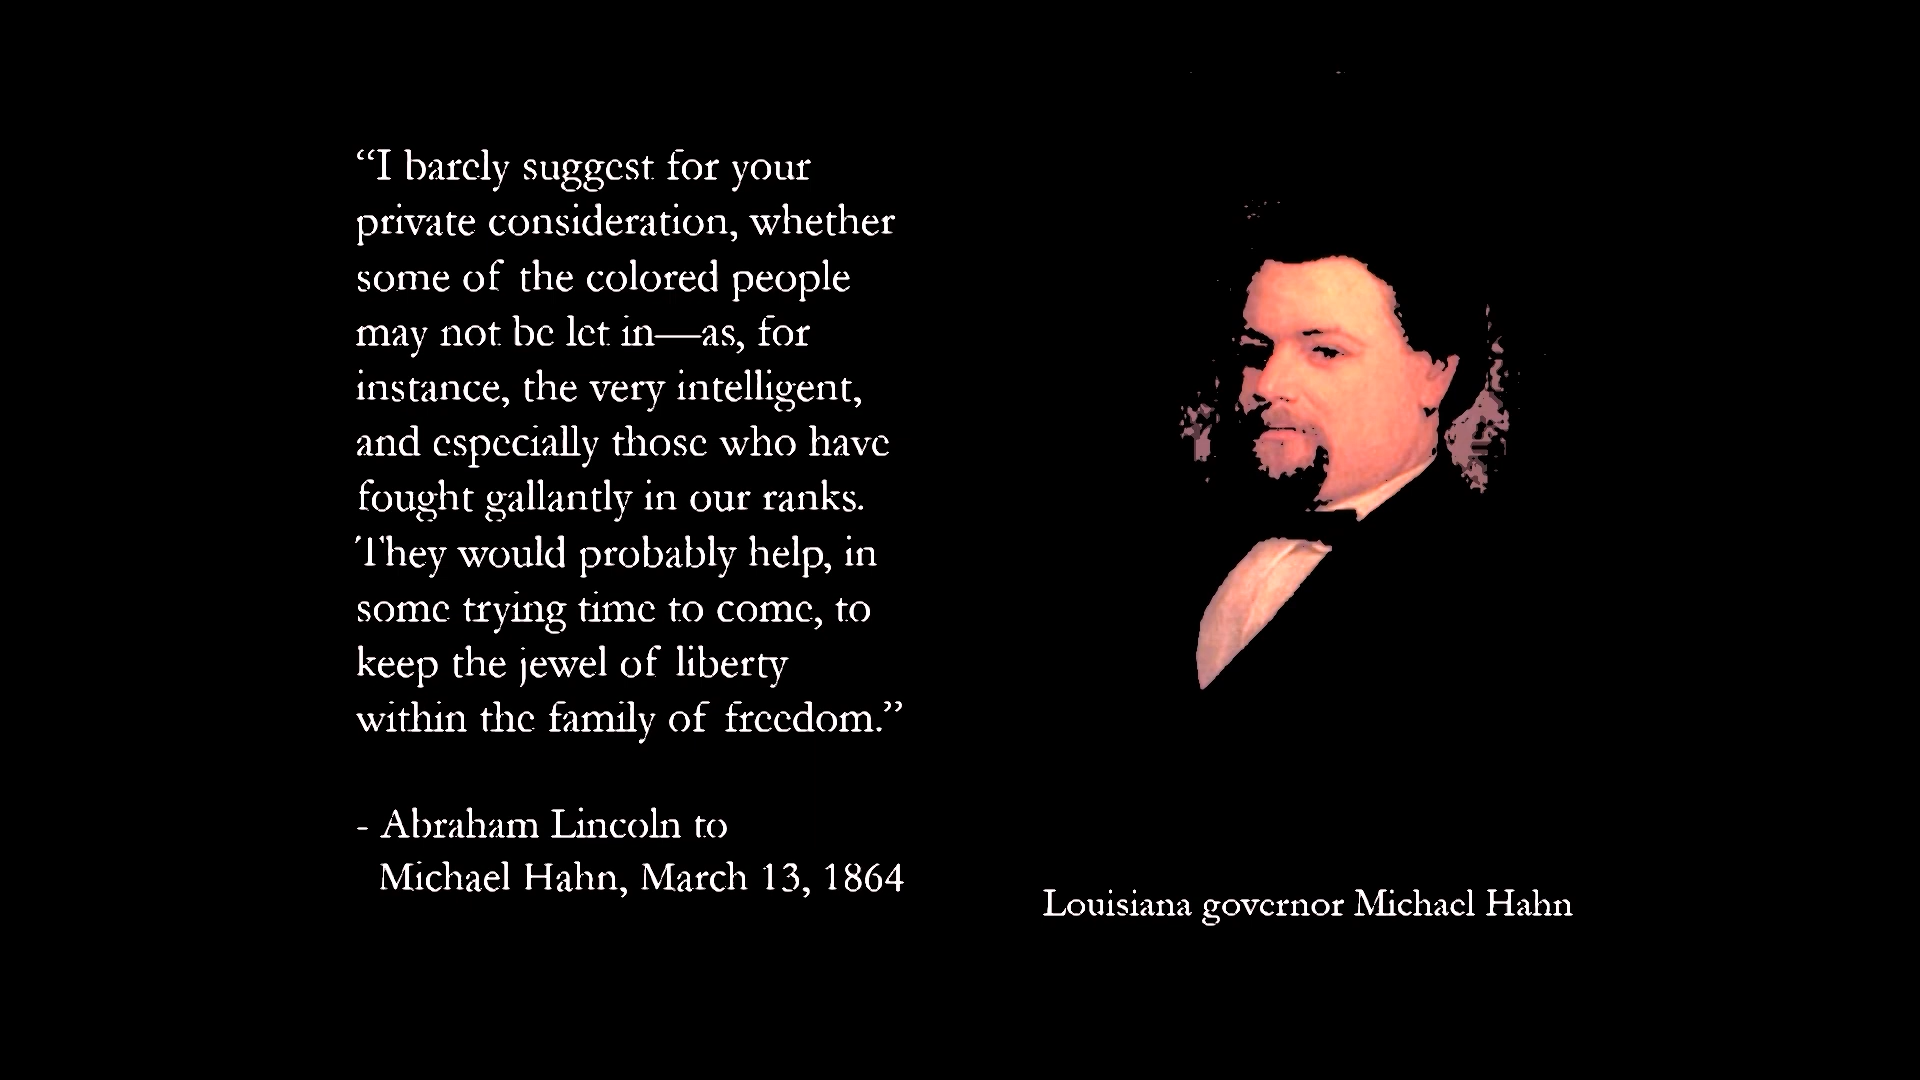 “I barely suggest for your
private consideration, whether
some of the colored people
may not be let in—as, for
instance, the very intelligent,
and especially those who have
fought gallantly in our ranks.
They would probably help, in
some trying time to come, to
keep the jewel of liberty
within the family of freedom.”
- Abraham Lincoln to
Michael Hahn, March 13, 1864
Louisiana governor Michael Hahn